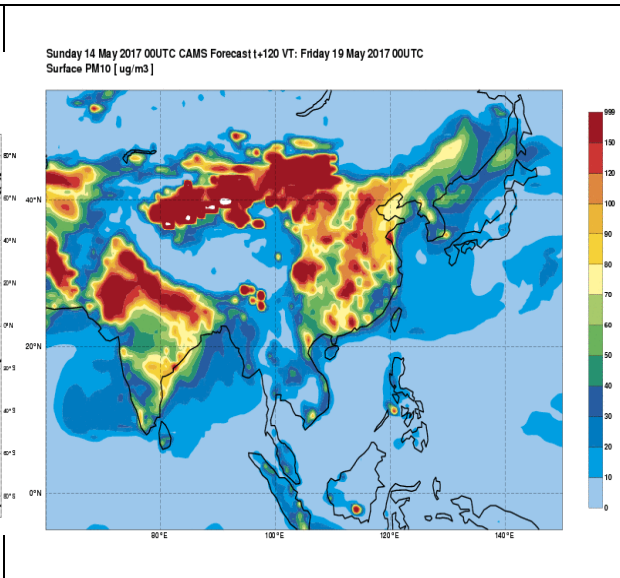 Sunday 14 May 2017 00UTC CAMS Forecast t+120 VT: Friday 19 May 2017 00UTC
Surface PM10 [ ug/m3 ]
999
150
120
100
90
80
70
60
50
40
30
20
10
0
40°N
20°N
0°N
80°E
100°E
120°E
140°E